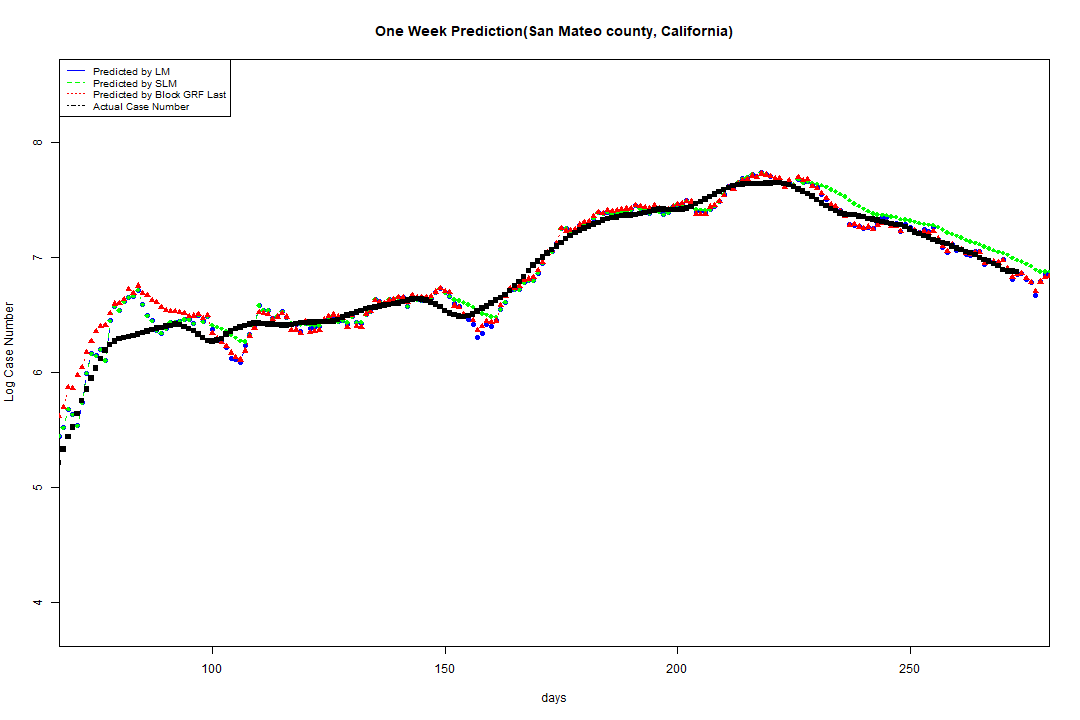 One Week Prediction(San Mateo county, California)
Predicted by LM
Predicted by SLM
Predicted by Block GRF Last
Actual Case Number
8
7
6
5
4
Log Case Number
100 150 200 250
days